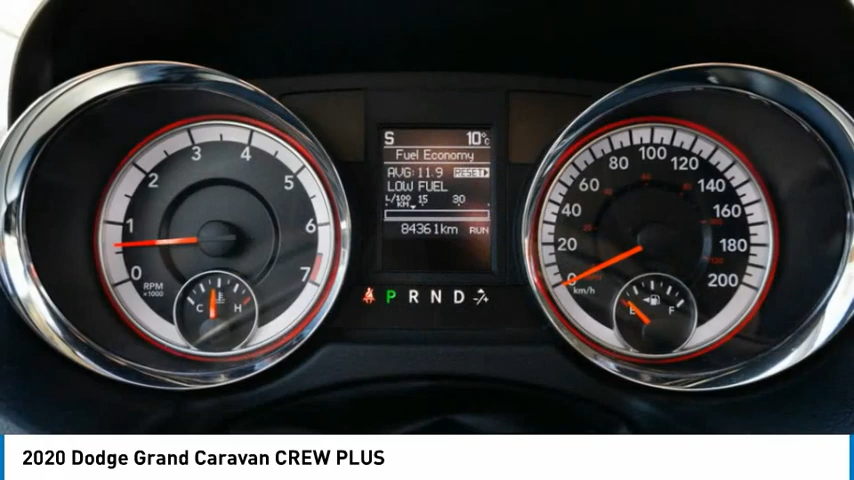 0 1 2 3 4 5 6 7
RPM
x1000
C H
S 10°C
Fuel Economy
AVG: 11.9 RESET
LOW FUEL
L/100 KM 15 30
84361km RUN
P R N D
0 20 40 60 80 100 120 140 160 180 200
km/h
E F
2020 Dodge Grand Caravan CREW PLUS